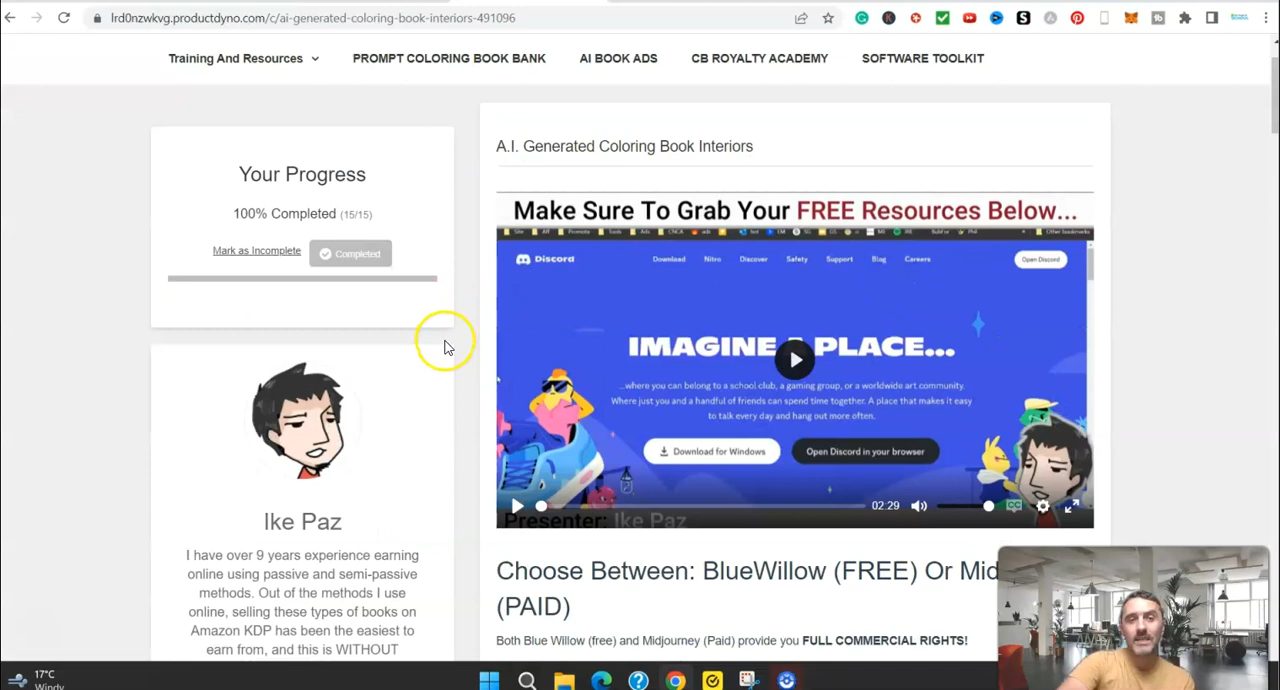 lrd0nzwkvg.productdyno.com/c/ai-generated-coloring-book-interiors-491096
Training And Resources
PROMPT COLORING BOOK BANK
AI BOOK ADS
CB ROYALTY ACADEMY
SOFTWARE TOOLKIT
Your Progress
100% Completed (15/15)
Mark as Incomplete
Completed
Ike Paz
I have over 9 years experience earning
online using passive and semi-passive
methods. Out of the methods I use
online, selling these types of books on
Amazon KDP has been the easiest to
earn from, and this is WITHOUT
A.I. Generated Coloring Book Interiors
Make Sure To Grab Your FREE Resources Below...
Other bookmarks
Discord
Download
Nitro
Discover
Safety
Support
Blog
Careers
Open Discord
IMAGINE A PLACE...
...where you can belong to a school club, a gaming group, or a worldwide art community.
Where just you and a handful of friends can spend time together. A place that makes it easy
to talk every day and hang out more often.
Download for Windows
Open Discord in your browser
02:29
CC
Presenter: Ike Paz
Choose Between: BlueWillow (FREE) Or Mid
(PAID)
Both Blue Willow (free) and Midjourney (Paid) provide you FULL COMMERCIAL RIGHTS!
17°C
Windy